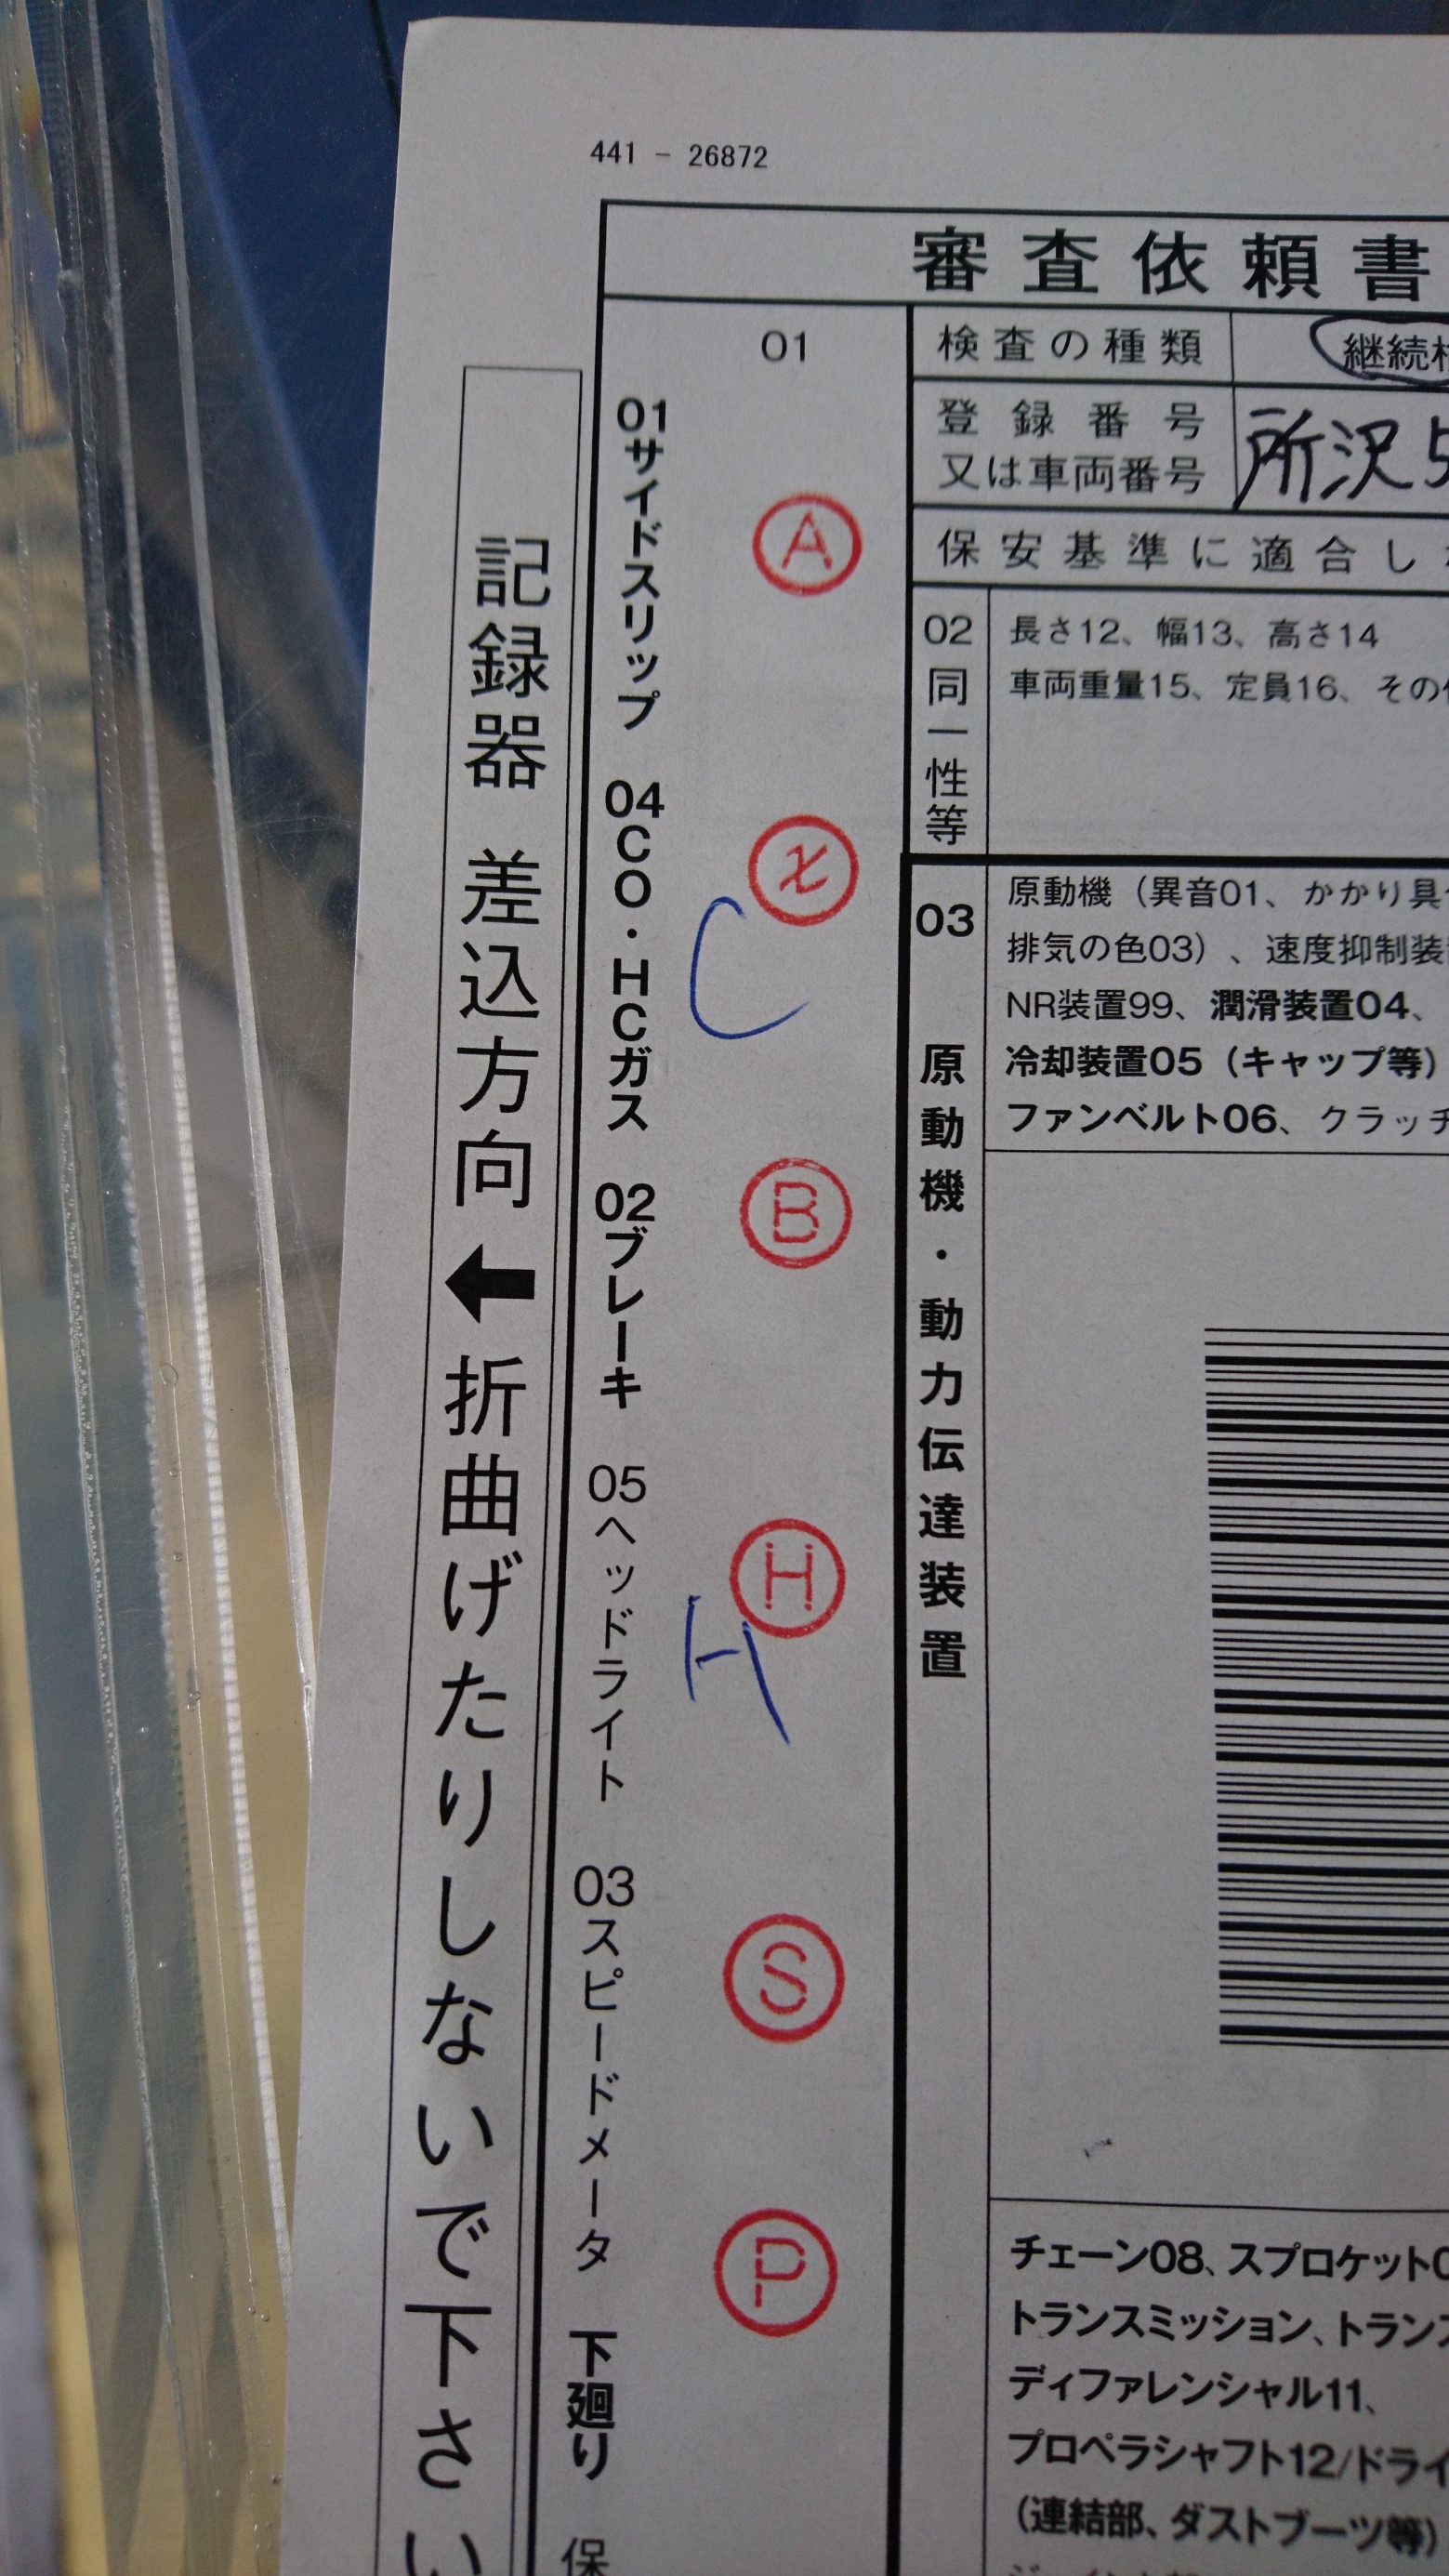 441 - 26872
審査依頼書
記録器 差込方向 ← 折曲げたりしないで下さい
01
01サイドスリップ
04CO・HCガス
02ブレーキ
05ヘッドライト
03スピードメータ
下廻り
保
A
C
B
H
H
S
P
検査の種類
継続
登録番号
又は車両番号
所沢5
保安基準に適合し
02
同一性等
長さ12、幅13、高さ14
車両重量15、定員16、その
03
原動機・動力伝達装置
原動機（異音01、かかり具
排気の色03）、速度抑制装
NR装置99、潤滑装置04、
冷却装置05（キャップ等）
ファンベルト06、クラッチ
チェーン08、スプロケット0
トランスミッション、トランス
ディファレンシャル11、
プロペラシャフト12/ドライ
（連結部、ダストブーツ等）